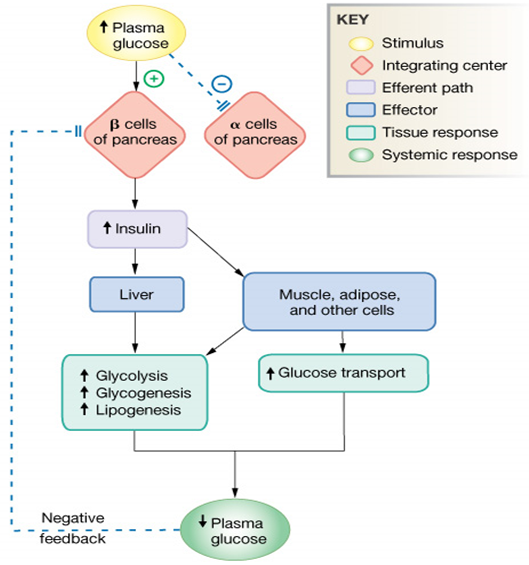 ↑ Plasma
glucose
+
−
β cells
of pancreas
α cells
of pancreas
↑ Insulin
Liver
Muscle, adipose,
and other cells
↑ Glycolysis
↑ Glycogenesis
↑ Lipogenesis
↑ Glucose transport
↓ Plasma
glucose
Negative
feedback
KEY
Stimulus
Integrating center
Efferent path
Effector
Tissue response
Systemic response